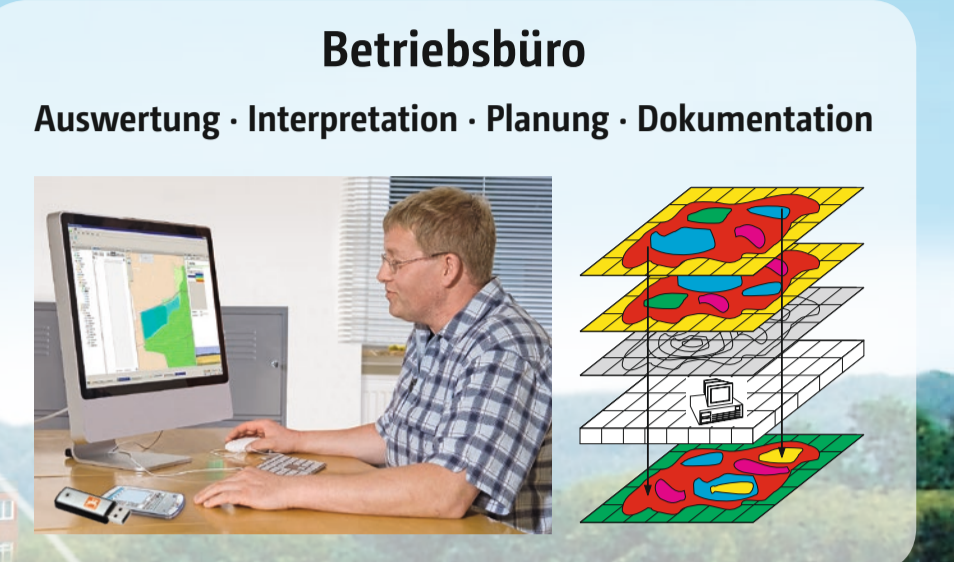 Betriebsbüro
Auswertung · Interpretation · Planung · Dokumentation